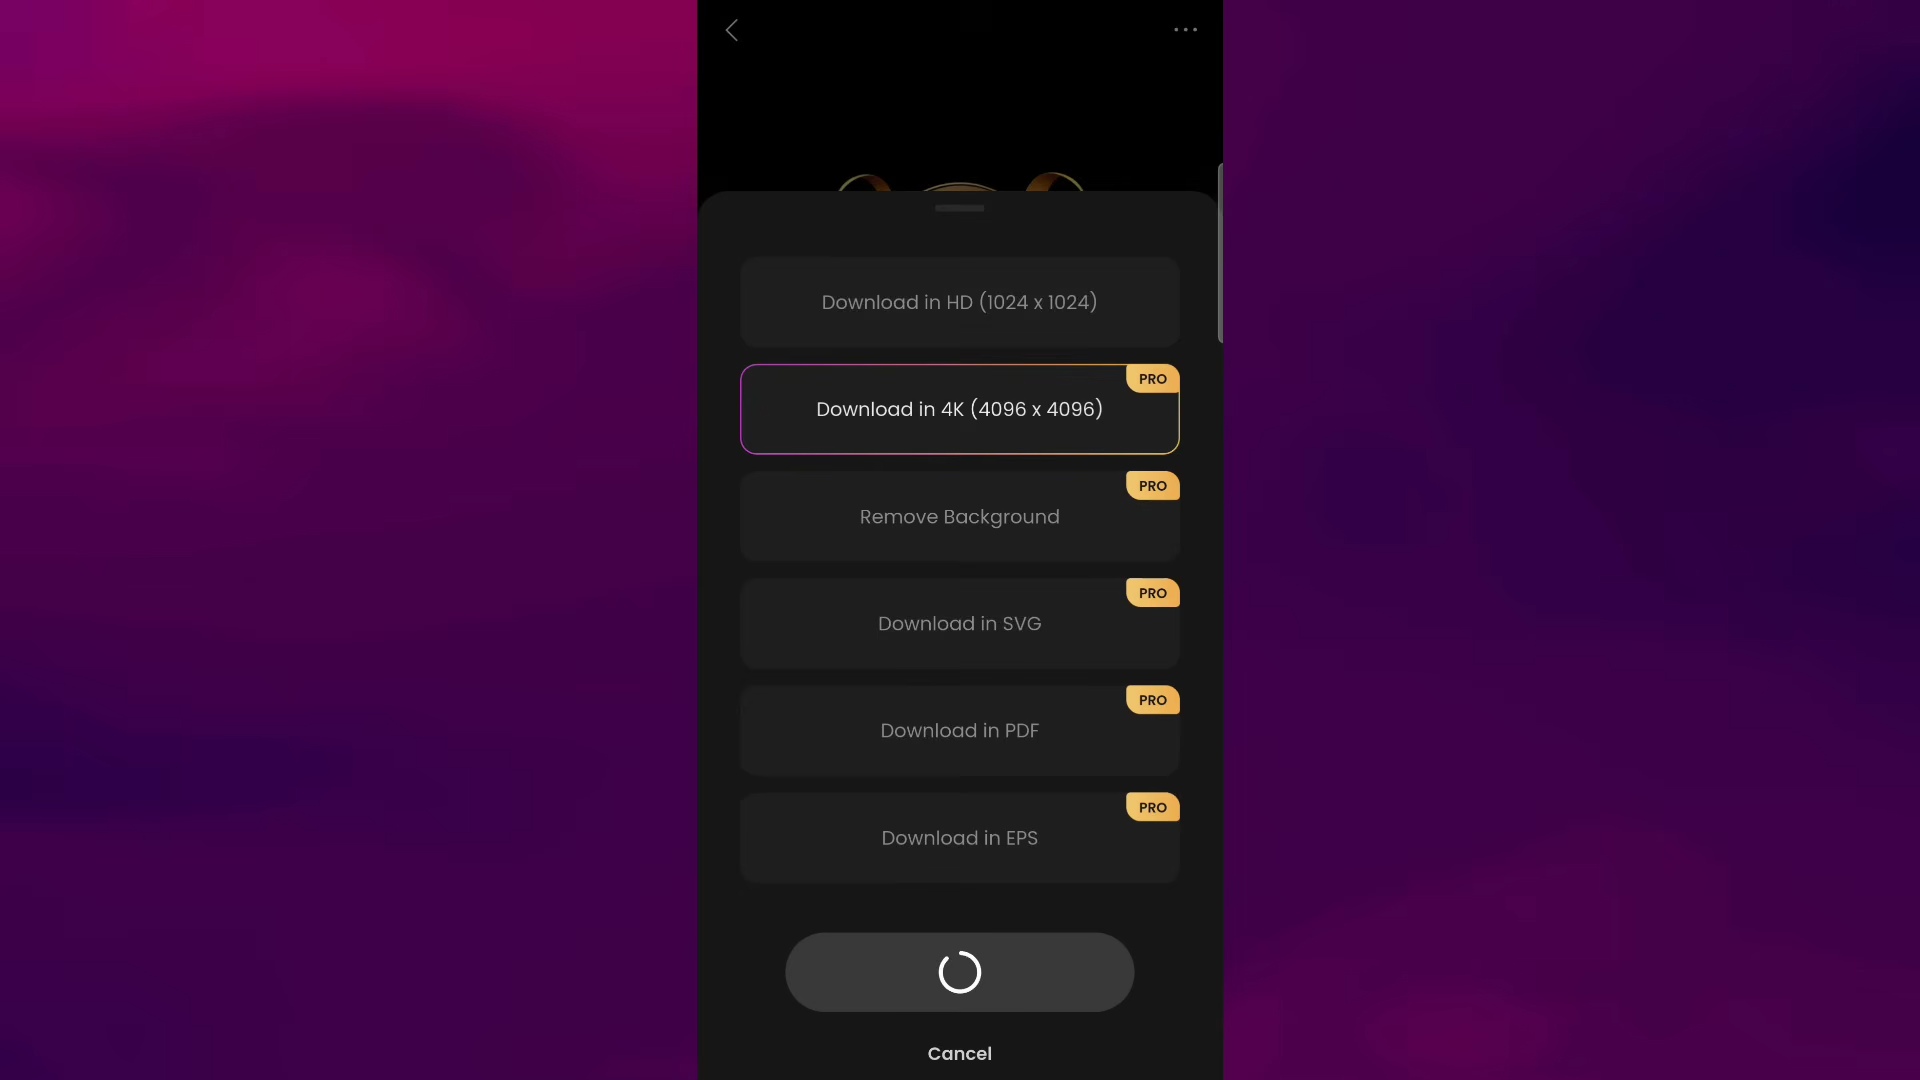 Download in HD (1024 x 1024)
PRO
Download in 4K (4096 x 4096)
PRO
Remove Background
PRO
Download in SVG
PRO
Download in PDF
PRO
Download in EPS
Cancel